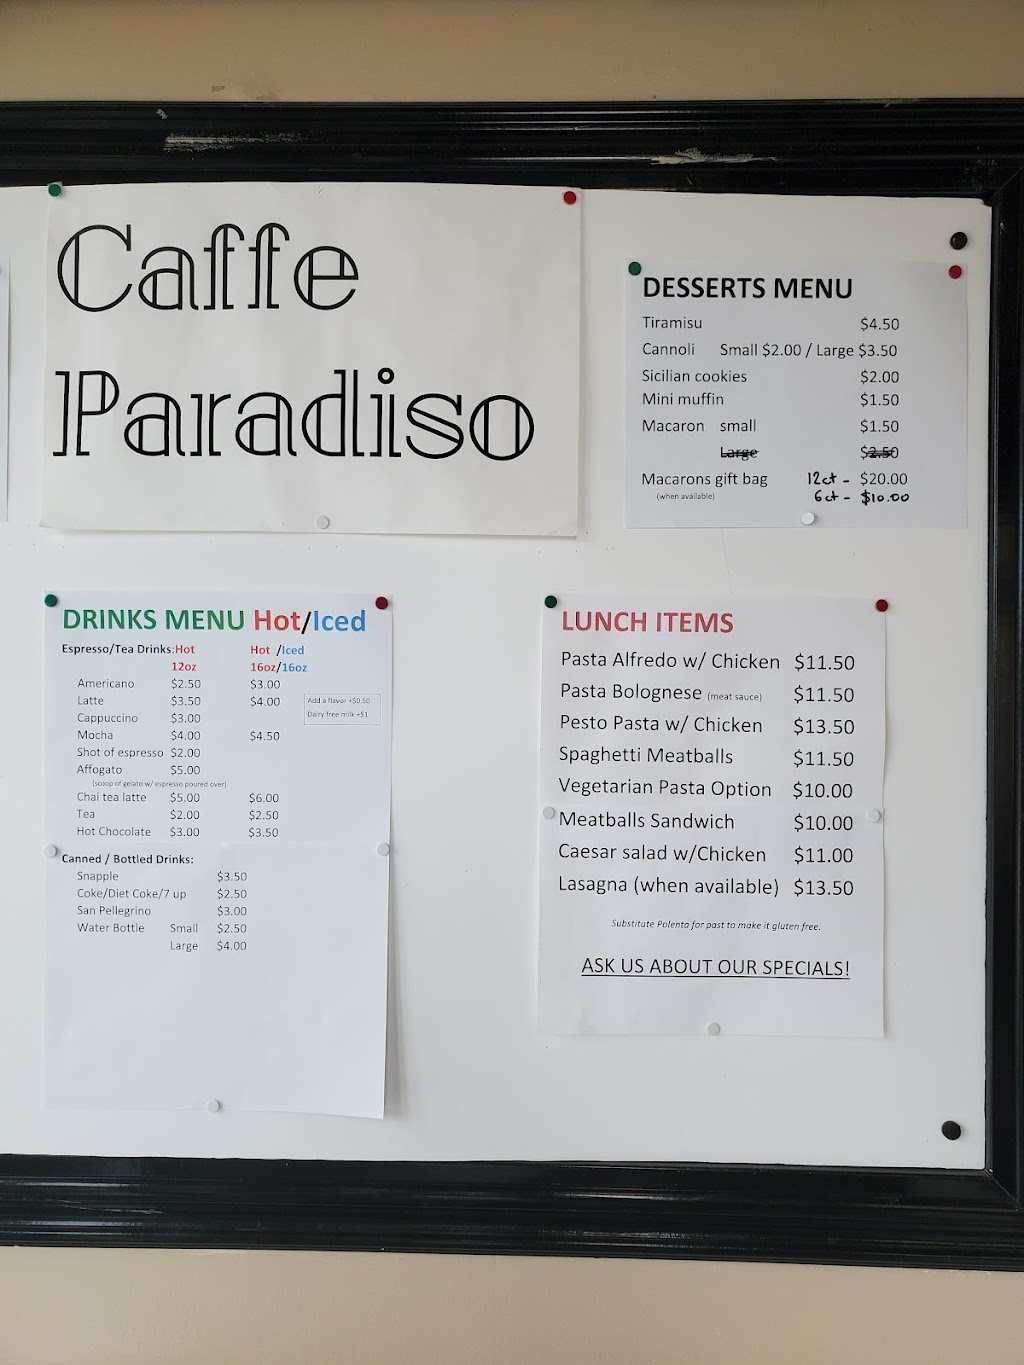 Caffe
Paradiso
DESSERTS MENU
Tiramisu $4.50
Cannoli Small $2.00 / Large $3.50
Sicilian cookies $2.00
Mini muffin $1.50
Macaron small $1.50
Large $2.50
Macarons gift bag 12ct - $20.00
(when available) 6ct - $10.00
DRINKS MENU Hot/Iced
Espresso/Tea Drinks:Hot Hot /Iced
12oz 16oz/16oz
Americano $2.50 $3.00
Latte $3.50 $4.00
Add a flavor +$0.50
Dairy free milk +$1
Cappuccino $3.00
Mocha $4.00 $4.50
Shot of espresso $2.00
Affogato $5.00
(scoop of gelato w/ espresso poured over)
Chai tea latte $5.00 $6.00
Tea $2.00 $2.50
Hot Chocolate $3.00 $3.50
Canned / Bottled Drinks:
Snapple $3.50
Coke/Diet Coke/7 up $2.50
San Pellegrino $3.00
Water Bottle Small $2.50
Large $4.00
LUNCH ITEMS
Pasta Alfredo w/ Chicken $11.50
Pasta Bolognese (meat sauce) $11.50
Pesto Pasta w/ Chicken $13.50
Spaghetti Meatballs $11.50
Vegetarian Pasta Option $10.00
Meatballs Sandwich $10.00
Caesar salad w/Chicken $11.00
Lasagna (when available) $13.50
Substitute Polenta for past to make it gluten free.
ASK US ABOUT OUR SPECIALS!